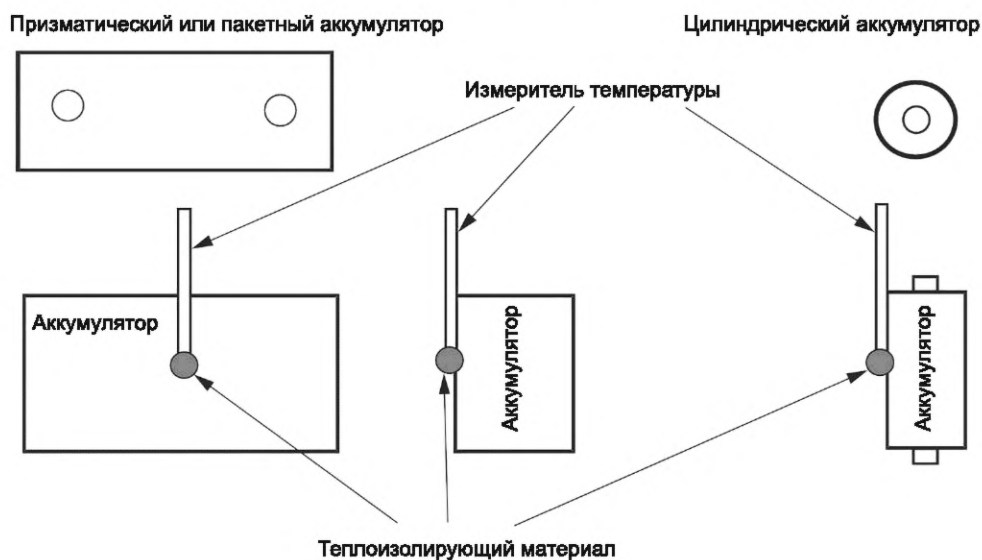 Призматический или пакетный аккумулятор
Цилиндрический аккумулятор
Измеритель температуры
Аккумулятор
Аккумулятор
Аккумулятор
Теплоизолирующий материал